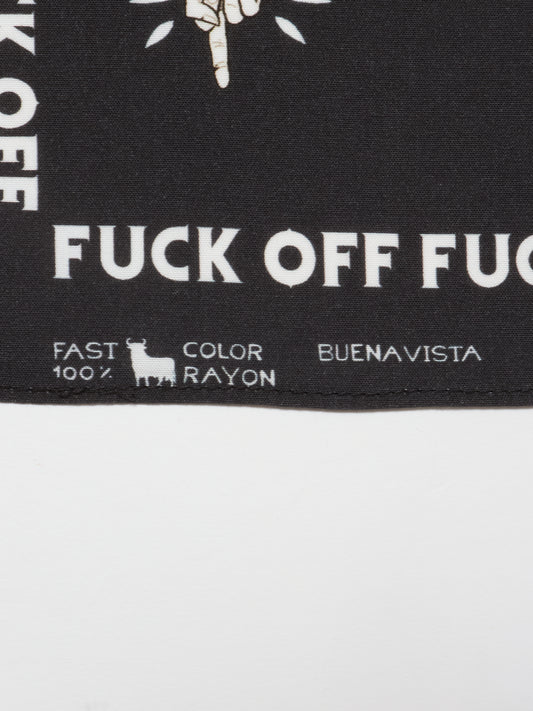 K OFF
FUCK OFF FUC
FAST COLOR BUENAVISTA
100% RAYON